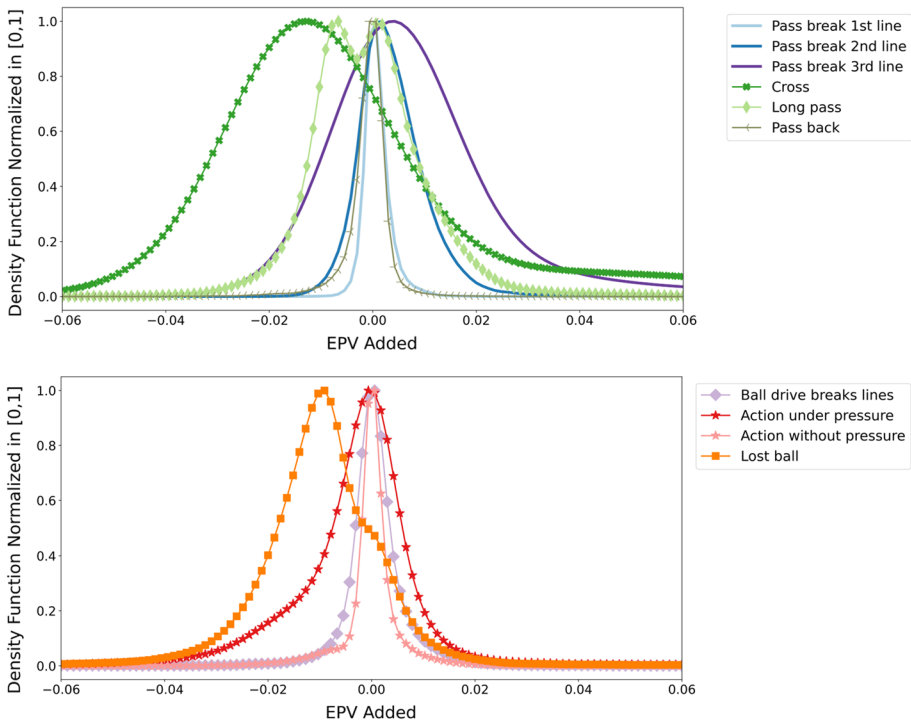 Density Function Normalized in [0,1]
1.0
0.8
0.6
0.4
0.2
0.0
−0.06 −0.04 −0.02 0.00 0.02 0.04 0.06
EPV Added
Pass break 1st line
Pass break 2nd line
Pass break 3rd line
Cross
Long pass
Pass back
Density Function Normalized in [0,1]
1.0
0.8
0.6
0.4
0.2
0.0
−0.06 −0.04 −0.02 0.00 0.02 0.04 0.06
EPV Added
Ball drive breaks lines
Action under pressure
Action without pressure
Lost ball